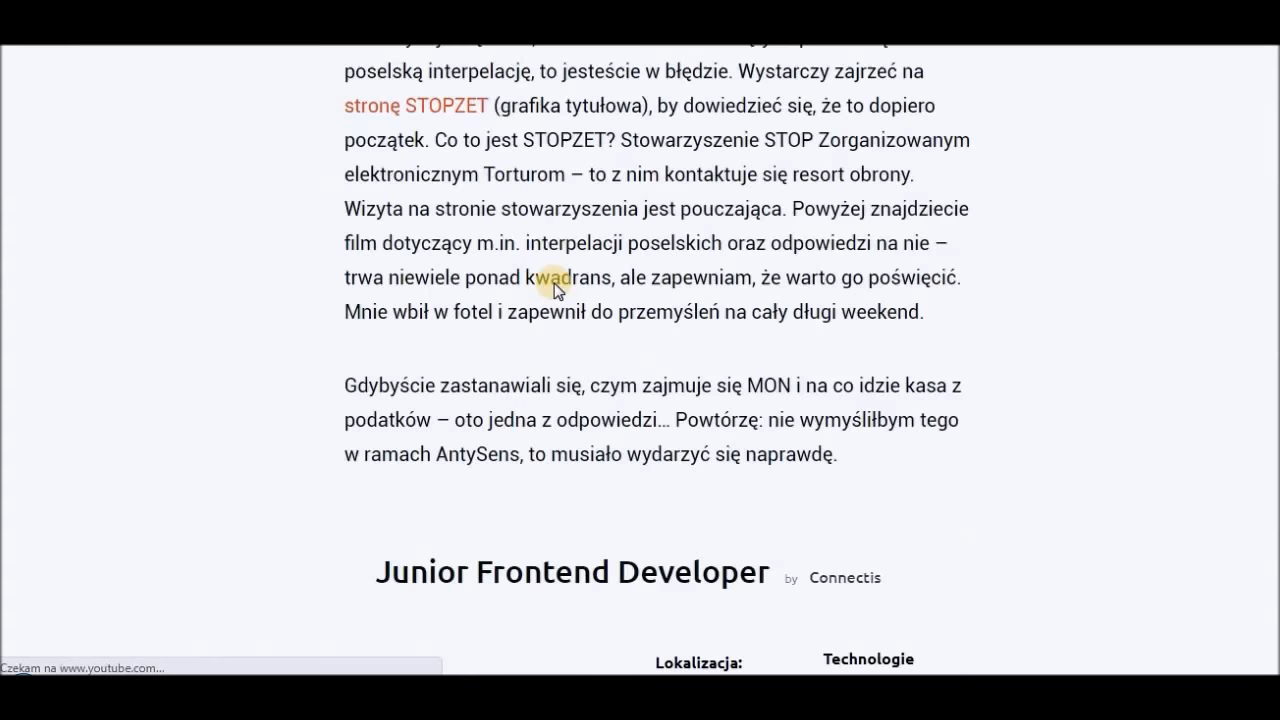 poselską interpelację, to jesteście w błędzie. Wystarczy zajrzeć na
stronę STOPZET (grafika tytułowa), by dowiedzieć się, że to dopiero
początek. Co to jest STOPZET? Stowarzyszenie STOP Zorganizowanym
elektronicznym Torturom – to z nim kontaktuje się resort obrony.
Wizyta na stronie stowarzyszenia jest pouczająca. Powyżej znajdziecie
film dotyczący m.in. interpelacji poselskich oraz odpowiedzi na nie –
trwa niewiele ponad kwadrans, ale zapewniam, że warto go poświęcić.
Mnie wbił w fotel i zapewnił do przemyśleń na cały długi weekend.
Gdybyście zastanawiali się, czym zajmuje się MON i na co idzie kasa z
podatków – oto jedna z odpowiedzi... Powtórzę: nie wymyśliłbym tego
w ramach AntySens, to musiało wydarzyć się naprawdę.
Junior Frontend Developer by Connectis
Lokalizacja: Technologie
Czekam na www.youtube.com...